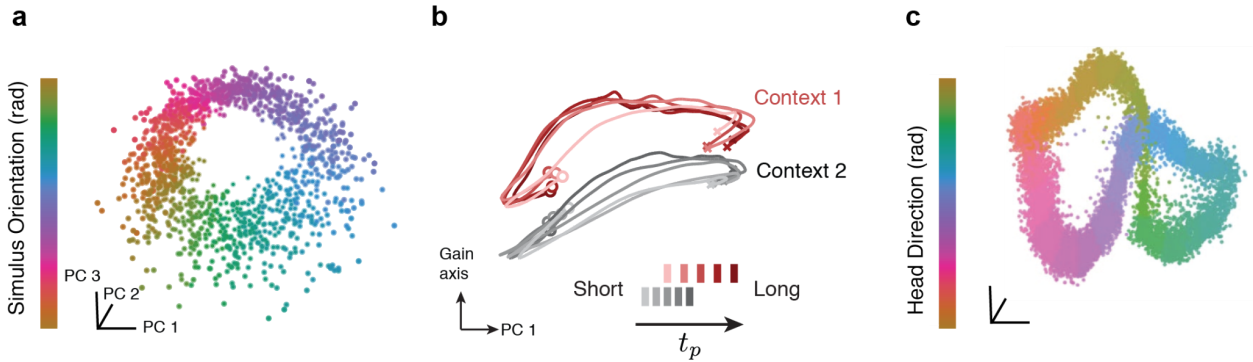 a
Simulus Orientation (rad)
PC 3
PC 2
PC 1
b
Context 1
Context 2
Gain
axis
PC 1
Short
Long
t_p
c
Head Direction (rad)